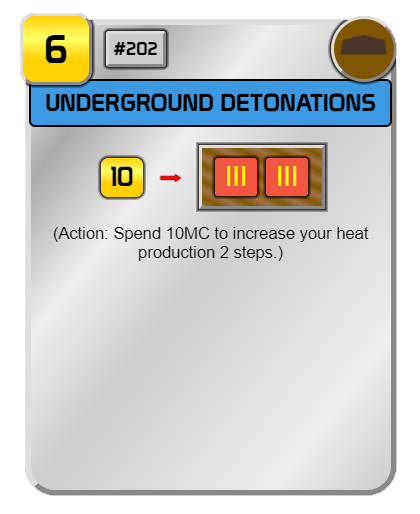 6
#202
UNDERGROUND DETONATIONS
10
(Action: Spend 10MC to increase your heat
production 2 steps.)